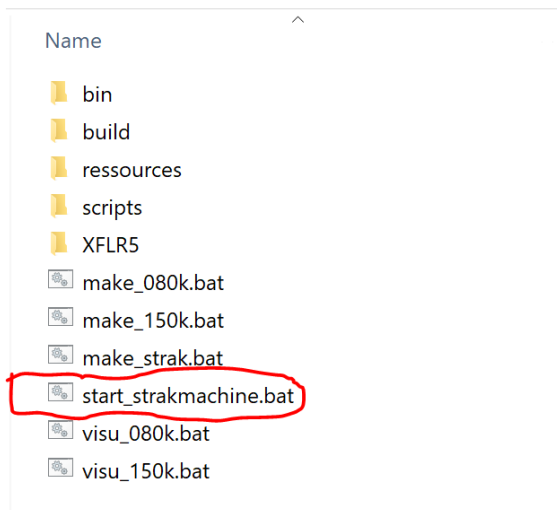 Name
bin
build
ressources
scripts
XFLR5
make_080k.bat
make_150k.bat
make_strak.bat
start_strakmachine.bat
visu_080k.bat
visu_150k.bat